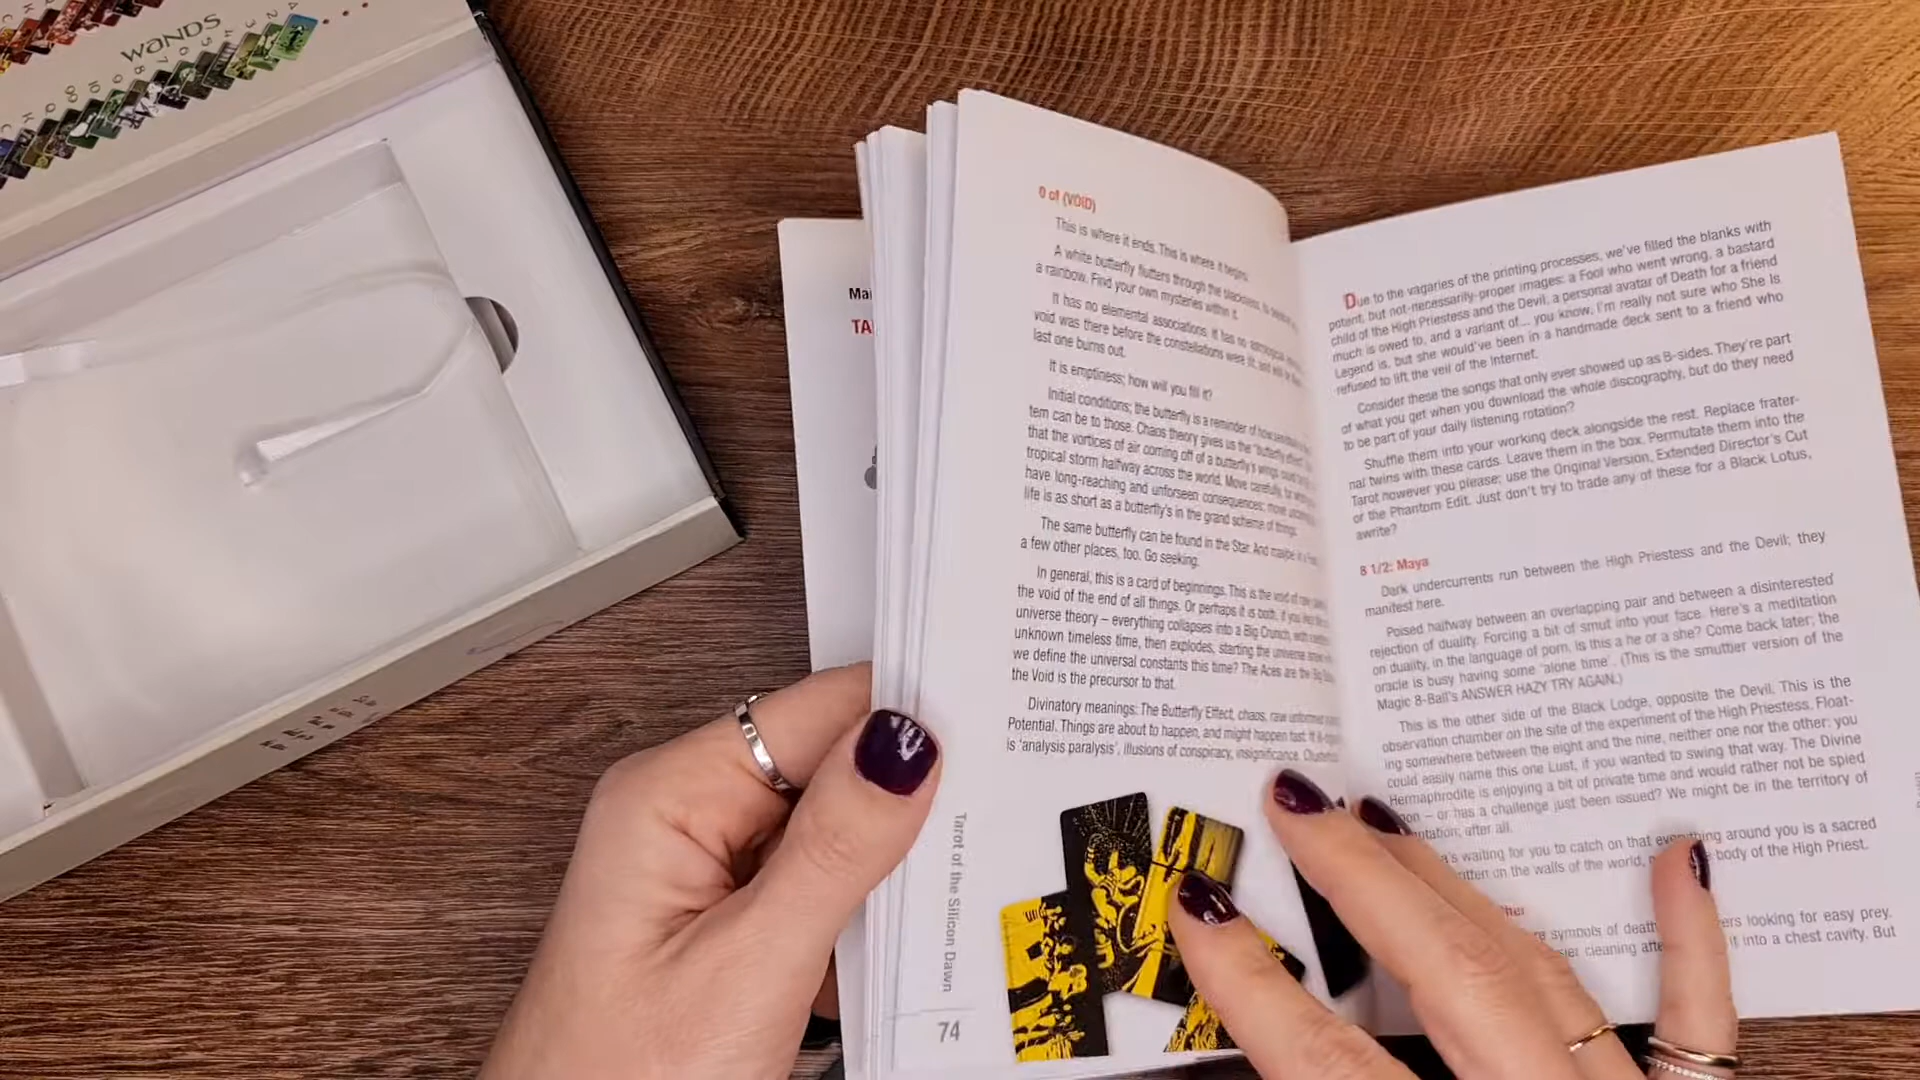 WANDS
Mai
TA
0 of (VOID)
This is where it ends. This is where it begins.
A white butterfly flutters through the blackness,
a rainbow. Find your own mysteries within it.
It has no elemental associations, it has no astrological
void was there before the constellations were lit, and will
last one burns out.
It is emptiness; how will you fill it?
Initial conditions; the butterfly is a reminder of how
tem can be to those. Chaos theory gives us the "butterfly effect",
that the vortices of air coming off of a butterfly's wings
tropical storm halfway across the world. Move carefully, for
have long-reaching and unforseen consequences; move
life is as short as a butterfly's in the grand scheme of things.
The same butterfly can be found in the Star. And maybe in a
a few other places, too. Go seeking.
In general, this is a card of beginnings. This is the void of
the void of the end of all things. Or perhaps it is both, if you
universe theory – everything collapses into a Big Crunch, with
unknown timeless time, then explodes, starting the universe
we define the universal constants this time? The Aces are the Big
the Void is the precursor to that.
Divinatory meanings: The Butterfly Effect, chaos, raw unformed
Potential. Things are about to happen, and might happen fast.
is 'analysis paralysis', illusions of conspiracy, insignificance.
Tarot of the Silicon Dawn
74
Due to the vagaries of the printing processes, we've filled the blanks with
potent, but not-necessarily-proper images: a Fool who went wrong, a bastard
child of the High Priestess and the Devil, a personal avatar of Death for a friend
much is owed to, and a variant of... you know, I'm really not sure who She Is
Legend is, but she would've been in a handmade deck sent to a friend who
refused to lift the veil of the Internet.
Consider these the songs that only ever showed up as B-sides. They're part
of what you get when you download the whole discography, but do they need
to be part of your daily listening rotation?
Shuffle them into your working deck alongside the rest. Replace frater-
nal twins with these cards. Leave them in the box. Permutate them into the
Tarot however you please; use the Original Version, Extended Director's Cut
or the Phantom Edit. Just don't try to trade any of these for a Black Lotus,
awrite?
8 1/2: Maya
Dark undercurrents run between the High Priestess and the Devil; they
manifest here.
Poised halfway between an overlapping pair and between a disinterested
rejection of duality. Forcing a bit of smut into your face. Here's a meditation
on duality, in the language of porn. Is this a he or a she? Come back later; the
oracle is busy having some 'alone time'. (This is the smuttier version of the
Magic 8-Ball's ANSWER HAZY TRY AGAIN.)
This is the other side of the Black Lodge, opposite the Devil. This is the
observation chamber on the site of the experiment of the High Priestess. Float-
ing somewhere between the eight and the nine, neither one nor the other: you
could easily name this one Lust, if you wanted to swing that way. The Divine
Hermaphrodite is enjoying a bit of private time and would rather not be spied
on – or has a challenge just been issued? We might be in the territory of
after all.
waiting for you to catch on that everything around you is a sacred
on the walls of the world, body of the High Priest.
symbols of death looking for easy prey.
cleaning it into a chest cavity. But